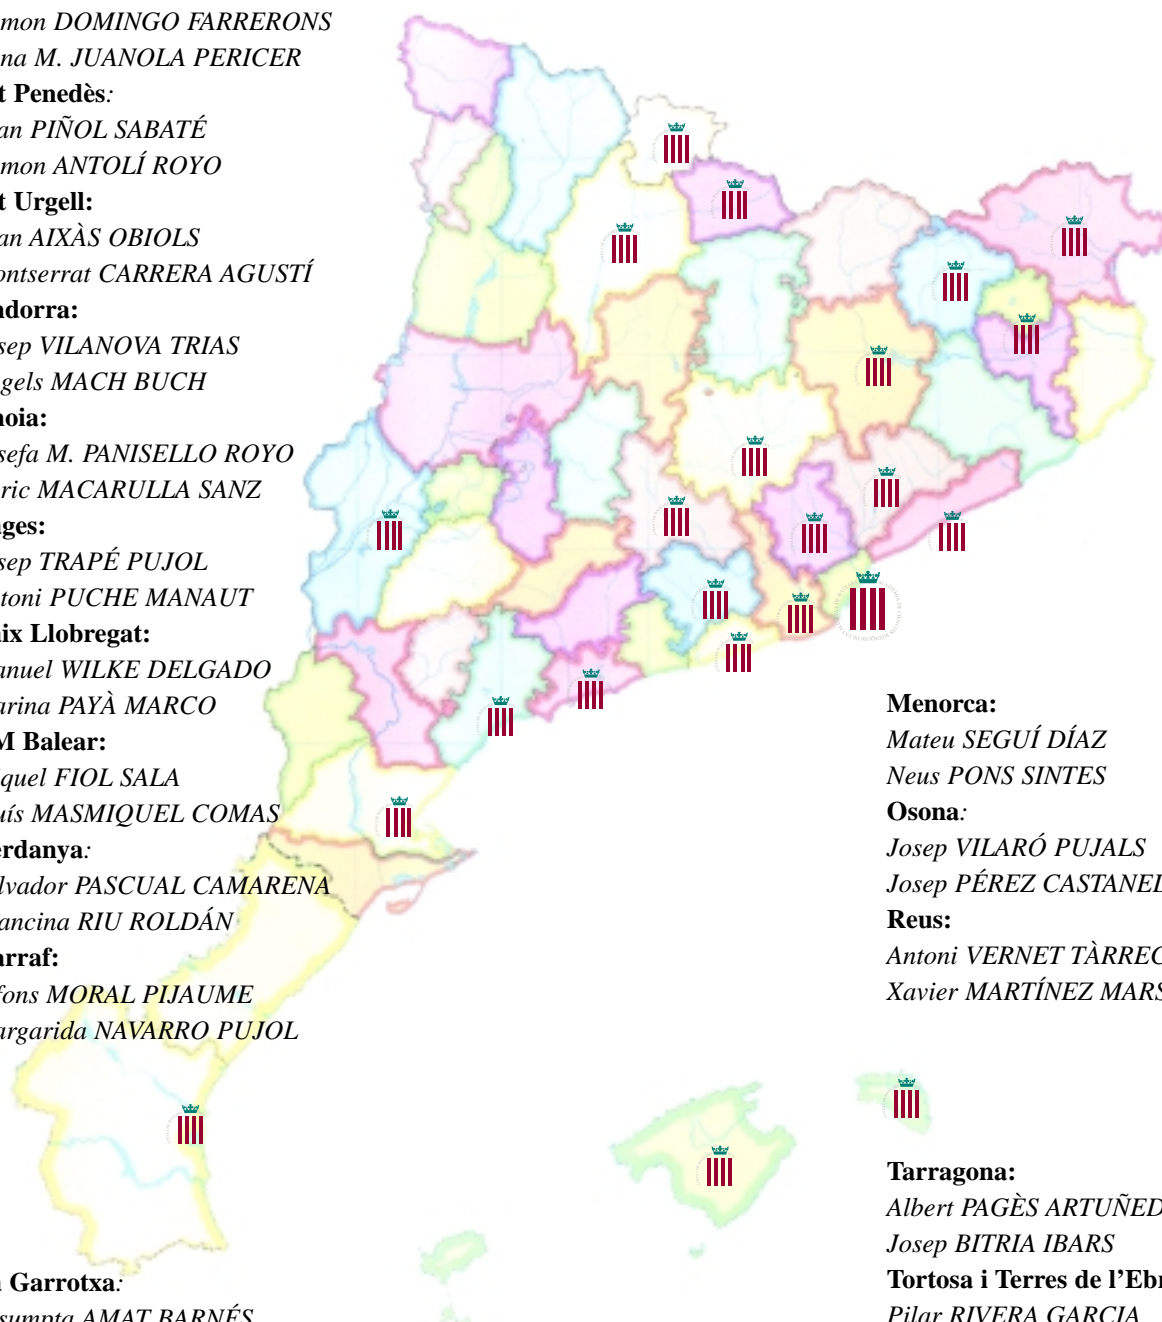 mon DOMINGO FARRERONS
na M. JUANOLA PERICER
t Penedès:
an PIÑOL SABATÉ
mon ANTOLÍ ROYO
t Urgell:
an AIXÀS OBIOLS
ontserrat CARRERA AGUSTÍ
ndorra:
sep VILANOVA TRIAS
gels MACH BUCH
noia:
sefa M. PANISELLO ROYO
ric MACARULLA SANZ
ges:
sep TRAPÉ PUJOL
toni PUCHE MANAUT
ix Llobregat:
anuel WILKE DELGADO
arina PAYÀ MARCO
M Balear:
quel FIOL SALA
uís MASMIQUEL COMAS
erdanya:
lvador PASCUAL CAMARENA
ancina RIU ROLDÁN
arraf:
fons MORAL PIJAUME
argarida NAVARRO PUJOL
a Garrotxa:
sumpta AMAT BARNÉS
Menorca:
Mateu SEGUÍ DÍAZ
Neus PONS SINTES
Osona:
Josep VILARÓ PUJALS
Josep PÉREZ CASTANEL
Reus:
Antoni VERNET TÀRREG
Xavier MARTÍNEZ MARS
Tarragona:
Albert PAGÈS ARTUÑED
Josep BITRIA IBARS
Tortosa i Terres de l’Ebr
Pilar RIVERA GARCIA